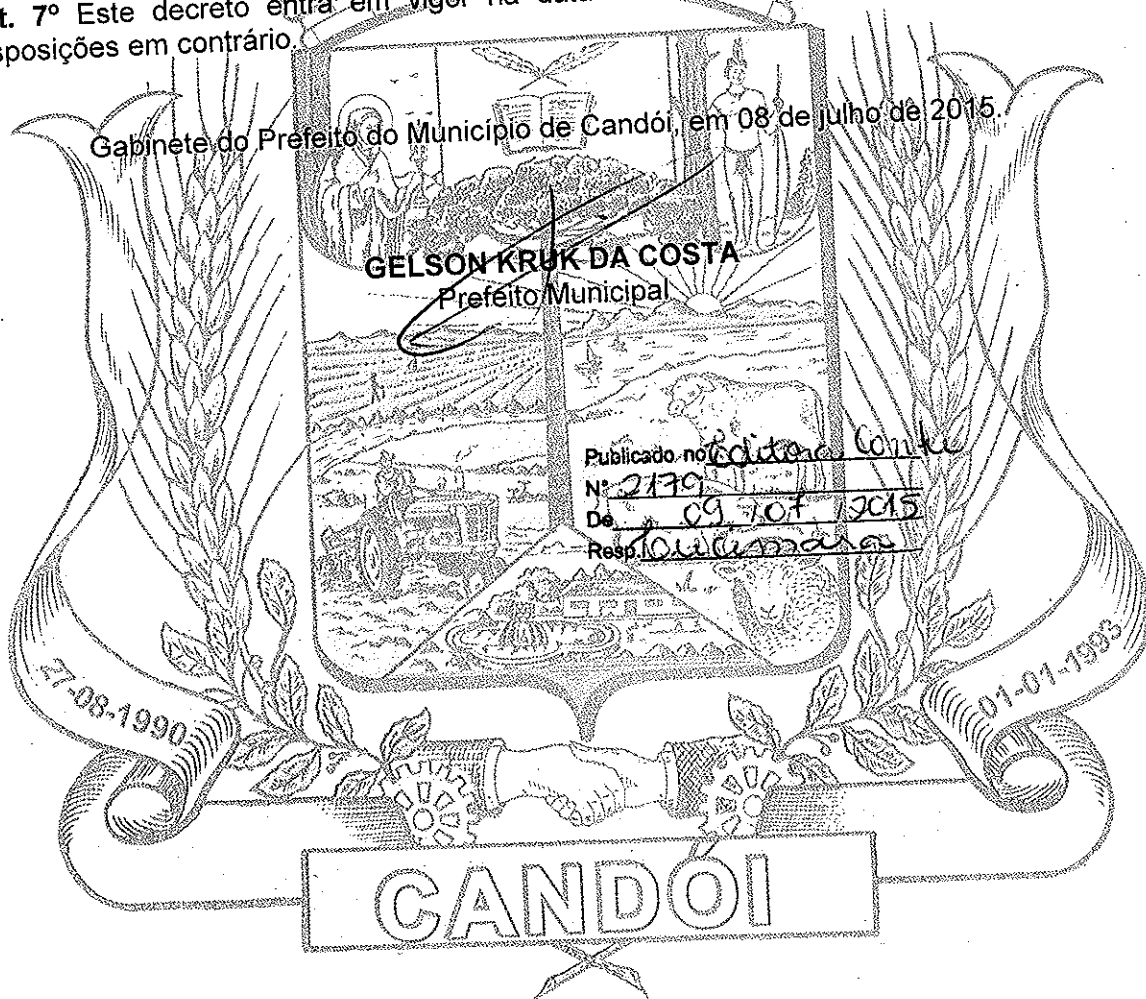 t. 7º Este decreto entra em vigor na data
sposições em contrário.
Gabinete do Prefeito do Município de Candói, em 08 de julho de 2015.
GELSON KRUK DA COSTA
Prefeito Municipal
Publicado no Editora Conti
Nº 2179
De 09 / 07 / 2015
Resp.
27-08-1990
01-01-1993
CANDÓI